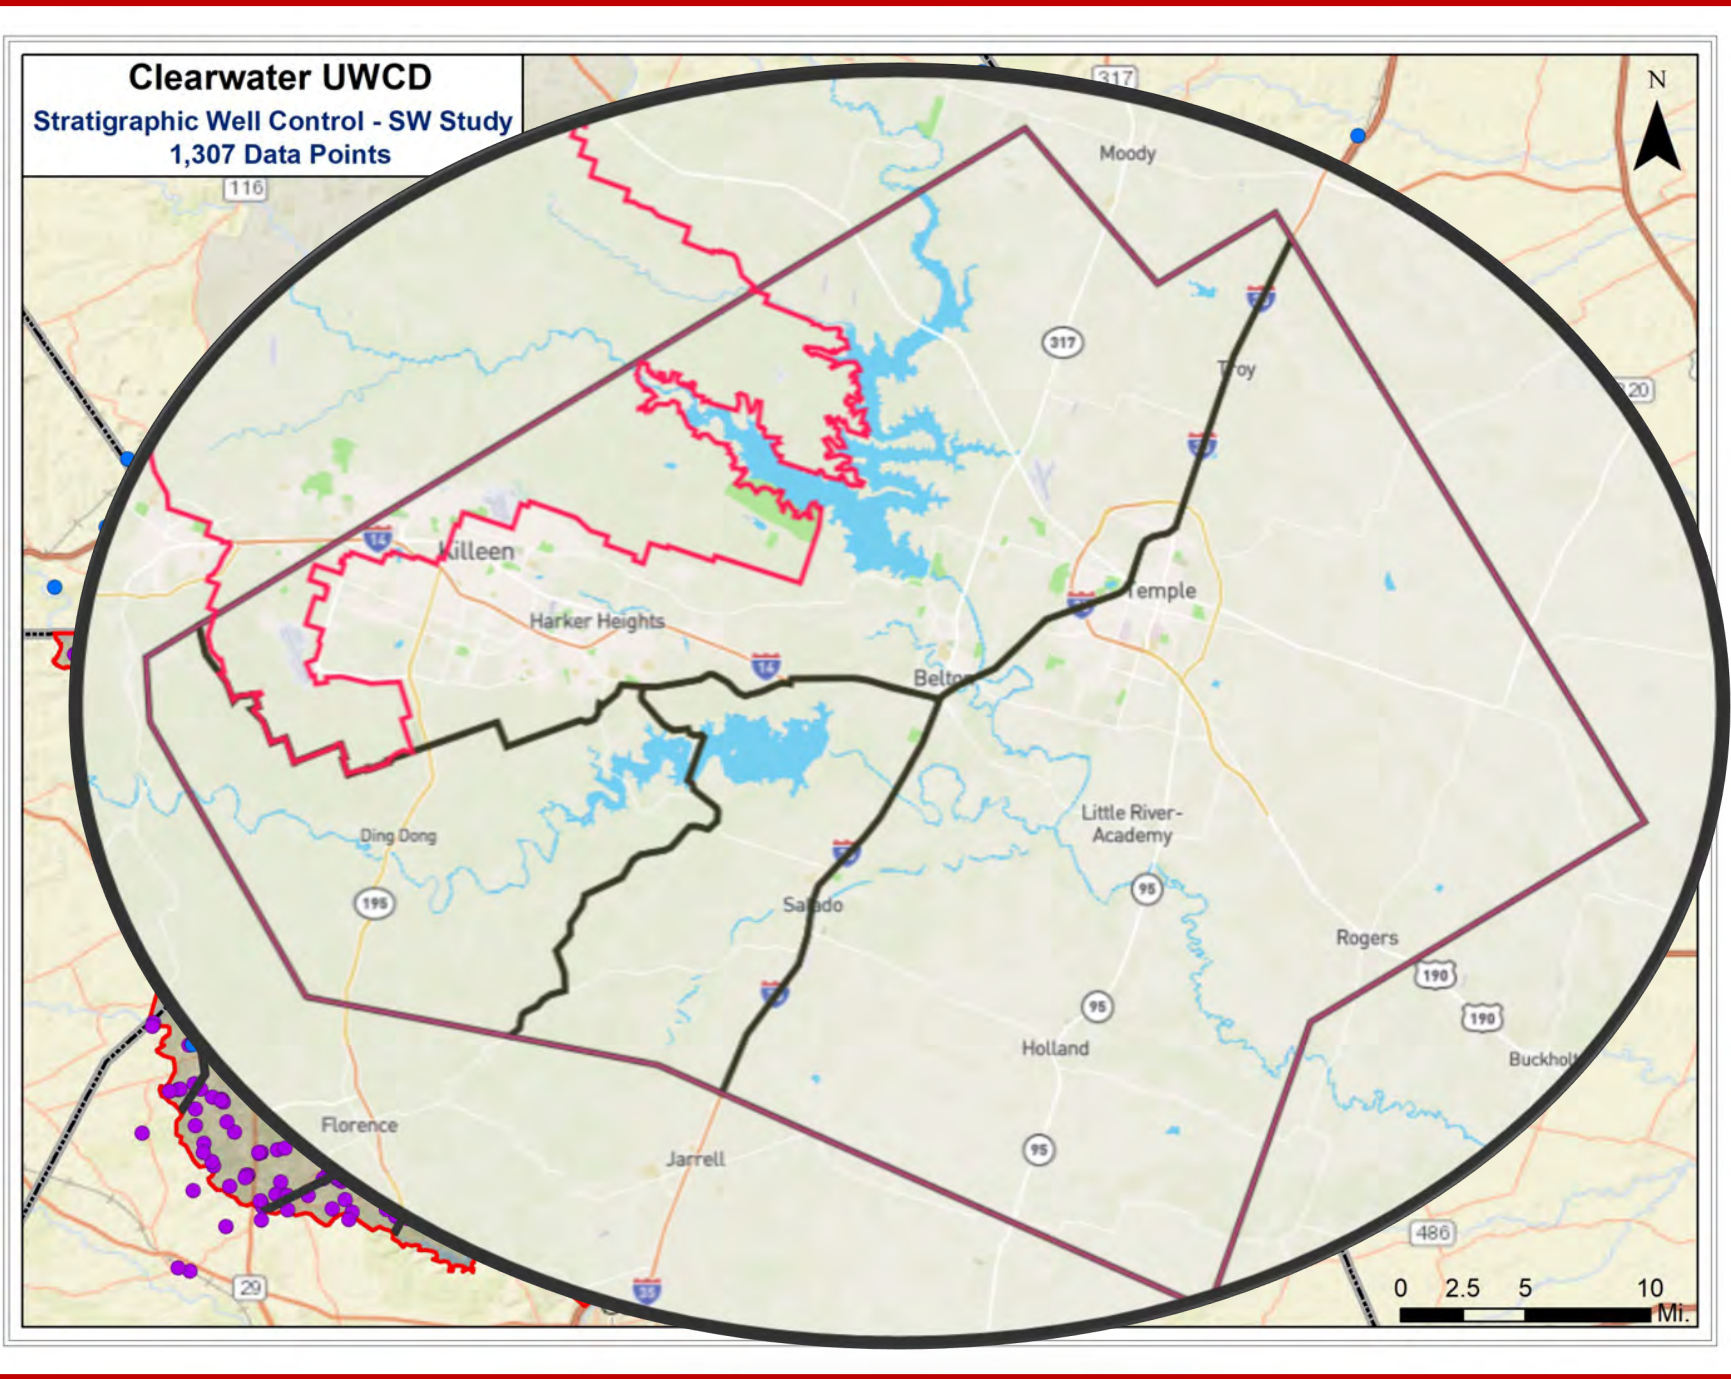 Clearwater UWCD
Stratigraphic Well Control - SW Study
1,307 Data Points
N
317
116
Moody
317
Troy
20
14
Killeen
Temple
Harker Heights
14
Belton
Little River-
Academy
Ding Dong
195
95
Salado
Rogers
190
190
95
Holland
Buckholt
Florence
95
Jarrell
486
29
35
0 2.5 5 10
Mi.